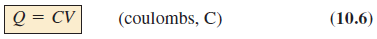 Q = CV (coulombs, C) (10.6)